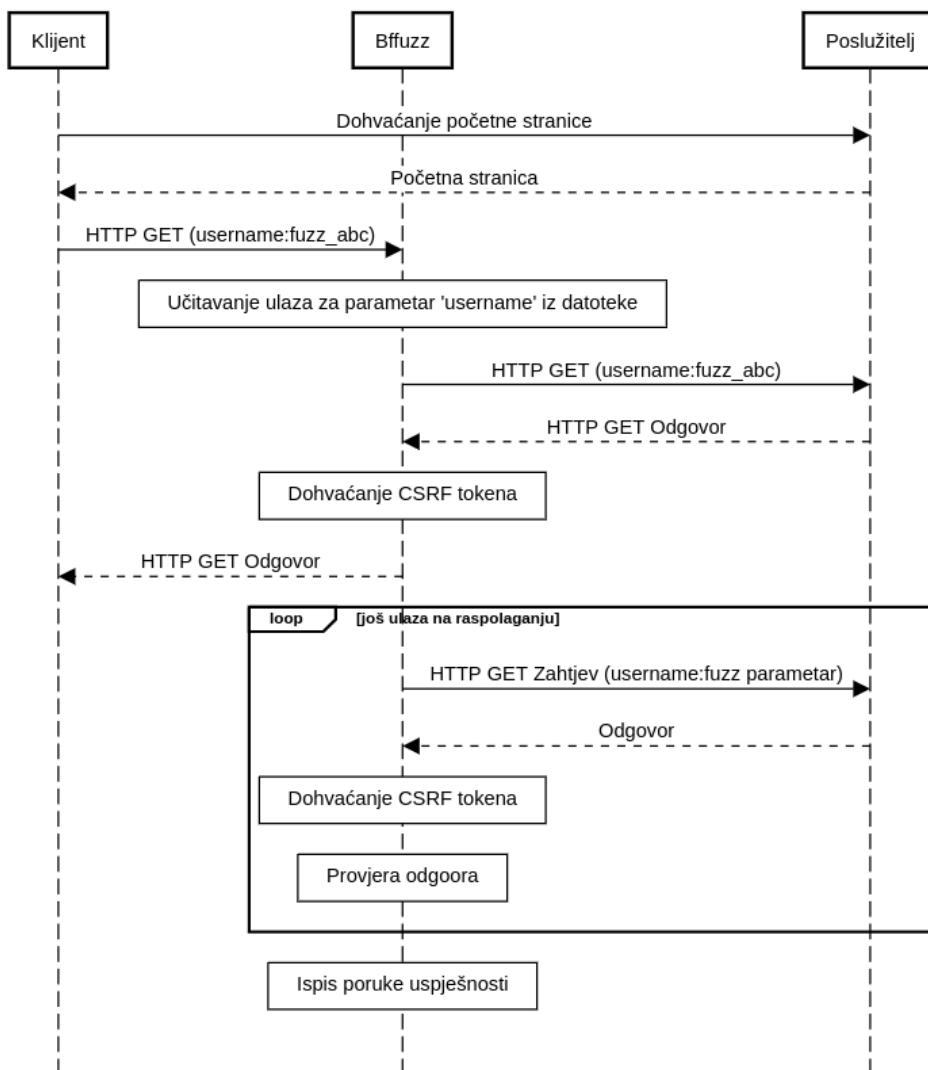 Klijent
Bffuzz
Poslužitelj
Dohvaćanje početne stranice
Početna stranica
HTTP GET (username:fuzz_abc)
Učitavanje ulaza za parametar 'username' iz datoteke
HTTP GET (username:fuzz_abc)
HTTP GET Odgovor
Dohvaćanje CSRF tokena
HTTP GET Odgovor
loop
[još ulaza na raspolaganju]
HTTP GET Zahtjev (username:fuzz parametar)
Odgovor
Dohvaćanje CSRF tokena
Provjera odgoora
Ispis poruke uspješnosti